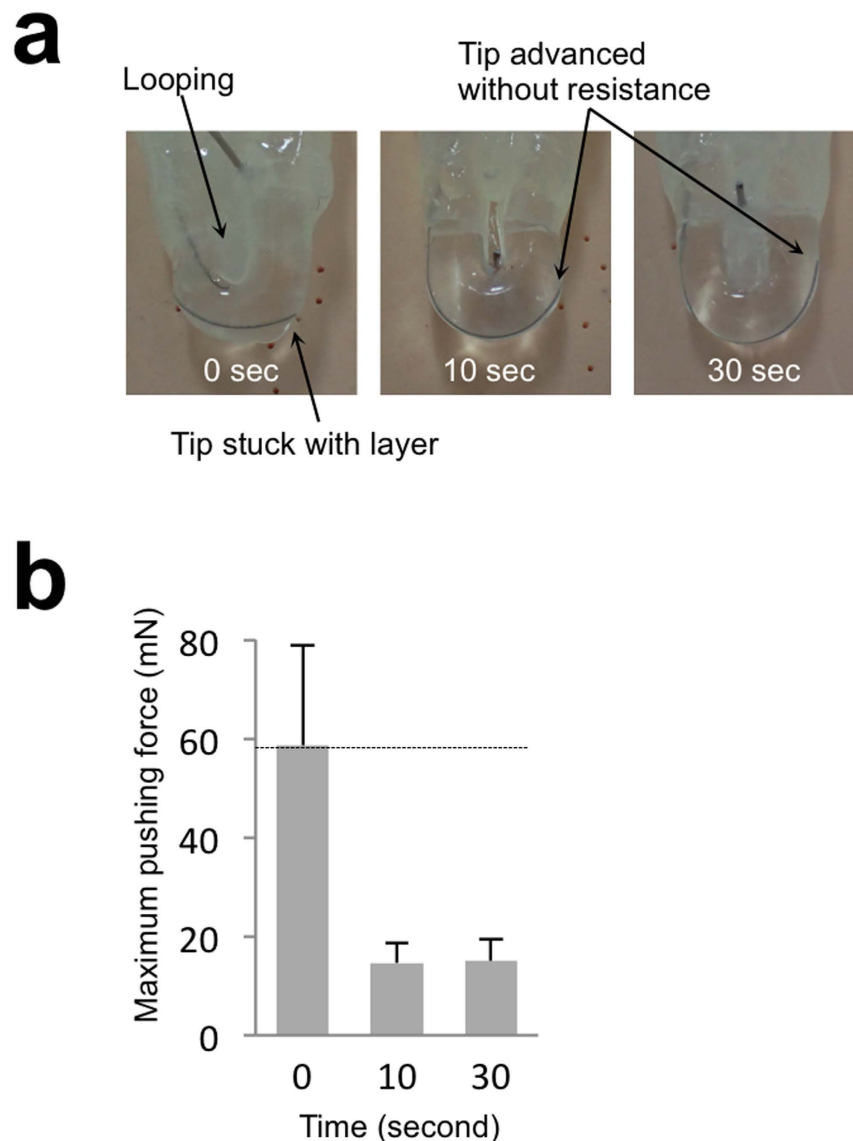 a
Looping
Tip advanced
without resistance
0 sec
10 sec
30 sec
Tip stuck with layer
b
Maximum pushing force (mN)
80
60
40
20
0
0 10 30
Time (second)